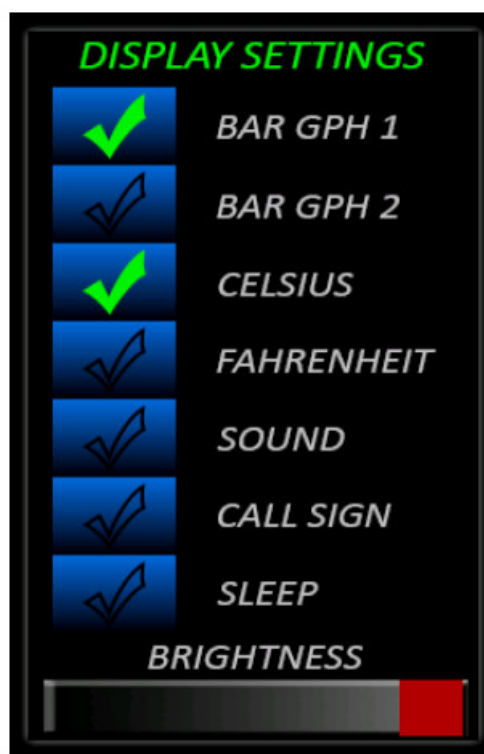 DISPLAY SETTINGS
BAR GPH 1
BAR GPH 2
CELSIUS
FAHRENHEIT
SOUND
CALL SIGN
SLEEP
BRIGHTNESS